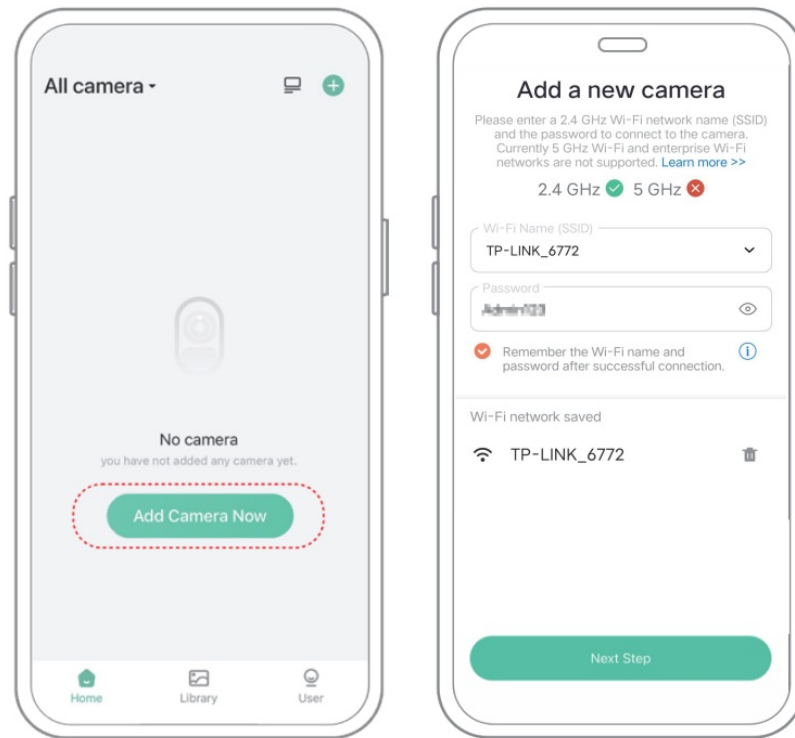 All camera
No camera
you have not added any camera yet.
Add Camera Now
Home
Library
User
Add a new camera
Please enter a 2.4 GHz Wi-Fi network name (SSID)
and the password to connect to the camera.
Currently 5 GHz Wi-Fi and enterprise Wi-Fi
networks are not supported. Learn more >>
2.4 GHz 5 GHz
Wi-Fi Name (SSID)
TP-LINK_6772
Password
Remember the Wi-Fi name and
password after successful connection.
Wi-Fi network saved
TP-LINK_6772
Next Step